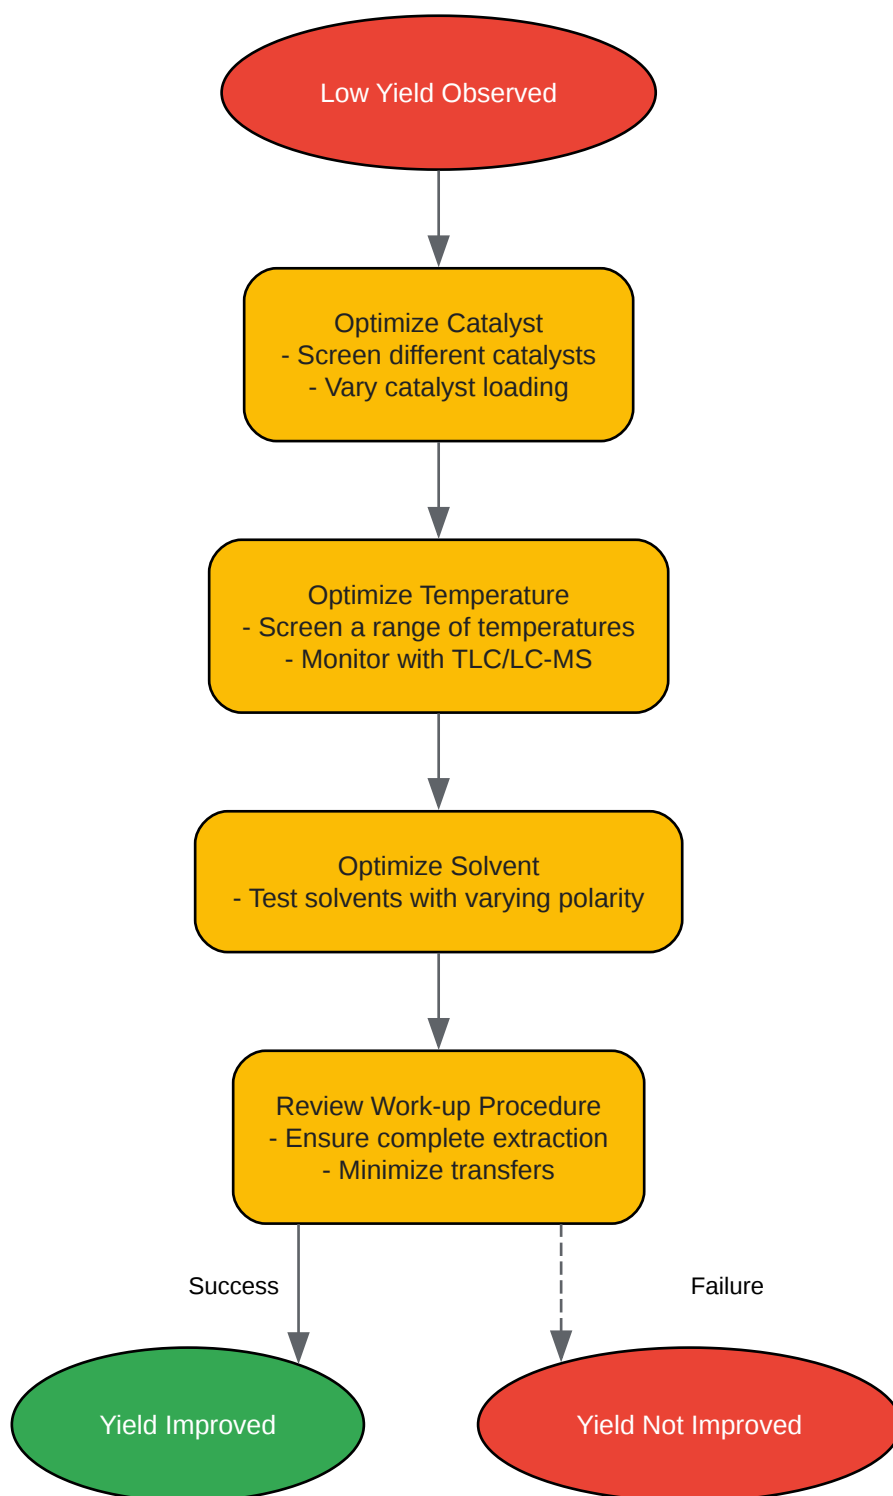 Low Yield Observed
Optimize Catalyst
- Screen different catalysts
- Vary catalyst loading
Optimize Temperature
- Screen a range of temperatures
- Monitor with TLC/LC-MS
Optimize Solvent
- Test solvents with varying polarity
Review Work-up Procedure
- Ensure complete extraction
- Minimize transfers
Success
Failure
Yield Improved
Yield Not Improved